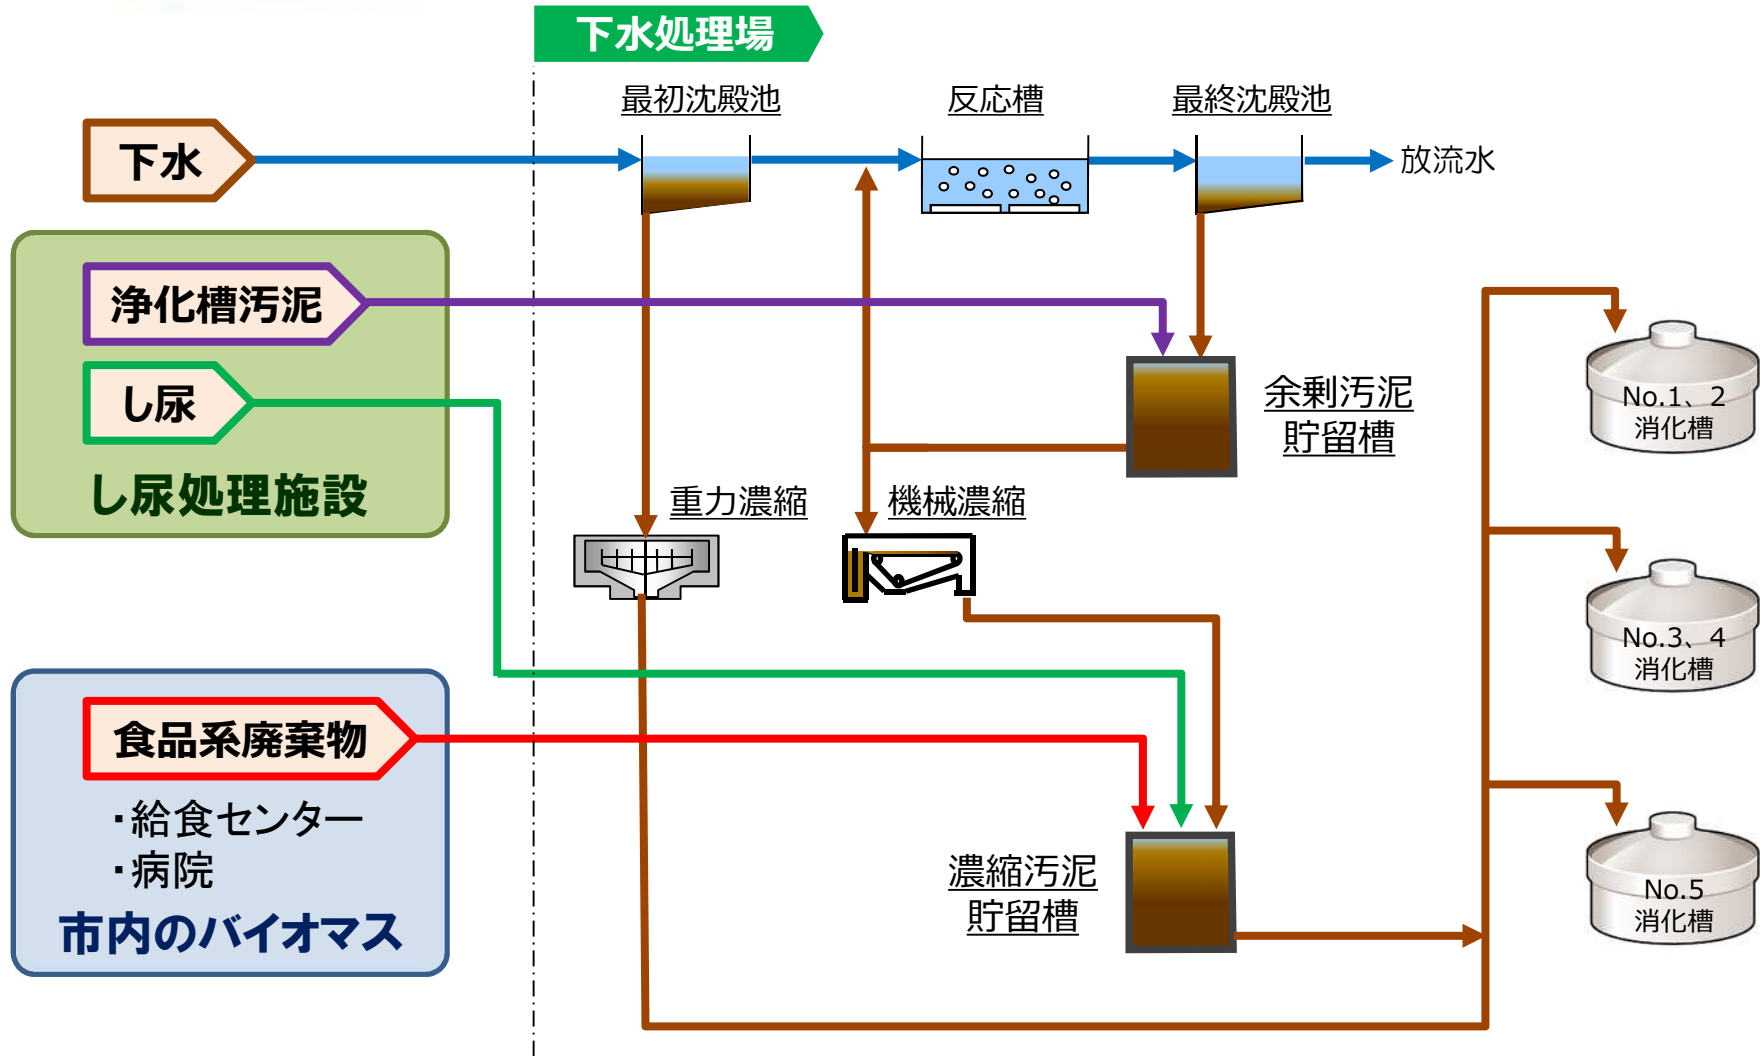 下水処理場
最初沈殿池
反応槽
最終沈殿池
下水
放流水
浄化槽汚泥
し尿
し尿処理施設
余剰汚泥
貯留槽
No.1、2
消化槽
重力濃縮
機械濃縮
No.3、4
消化槽
食品系廃棄物
・給食センター
・病院
市内のバイオマス
濃縮汚泥
貯留槽
No.5
消化槽